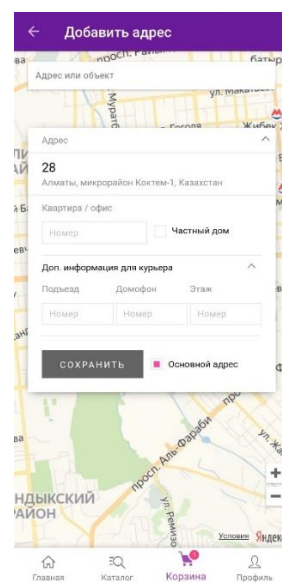 Добавить адрес
Адрес или объект
Адрес
28
Алматы, микрорайон Коктем-1, Казахстан
Квартира / офис
Номер
Частный дом
Доп. информация для курьера
Подъезд Домофон Этаж
Номер Номер Номер
СОХРАНИТЬ
Основной адрес
просп. Аль-Фараби
+
−
Условия
Главная Каталог Корзина Профиль